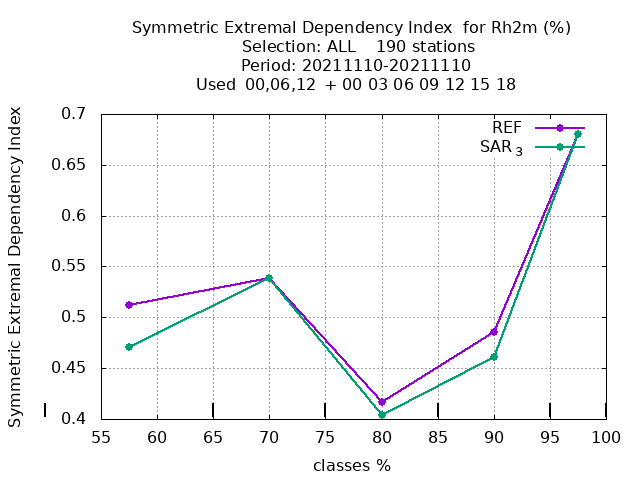 Symmetric Extremal Dependency Index for Rh2m (%)
Selection: ALL 190 stations
Period: 20211110-20211110
Used 00,06,12 + 00 03 06 09 12 15 18
Symmetric Extremal Dependency Index
0.7
0.65
0.6
0.55
0.5
0.45
0.4
REF
SAR 3
55 60 65 70 75 80 85 90 95 100
classes %